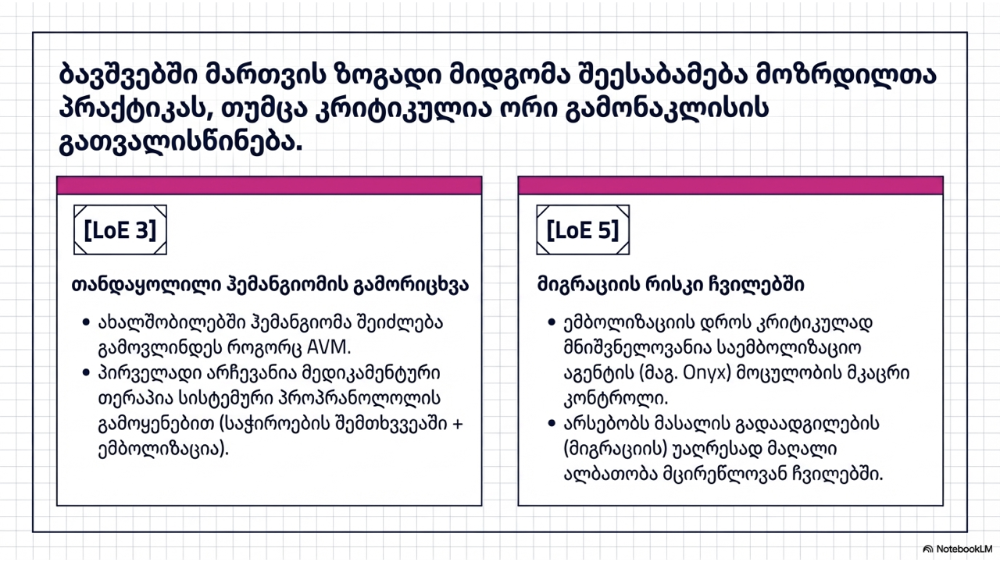 ბავშვებში მართვის ზოგადი მიდგომა შეესაბამება მოზრდილთა
პრაქტიკას, თუმცა კრიტიკულია ორი გამონაკლისის
გათვალისწინება.
[LoE 3]
თანდაყოლილი ჰემანგიომის გამორიცხვა
• ახალშობილებში ჰემანგიომა შეიძლება
გამოვლინდეს როგორც AVM.
• პირველადი არჩევანია მედიკამენტური
თერაპია სისტემური პროპრანოლოლის
გამოყენებით (საჭიროების შემთხვვეაში +
ემბოლიზაცია).
[LoE 5]
მიგრაციის რისკი ჩვილებში
• ემბოლიზაციის დროს კრიტიკულად
მნიშვნელოვანია საემბოლიზაციო
აგენტის (მაგ. Onyx) მოცულობის მკაცრი
კონტროლი.
• არსებობს მასალის გადაადგილების
(მიგრაციის) უაღრესად მაღალი
ალბათობა მცირეწლოვან ჩვილებში.
NotebookLM